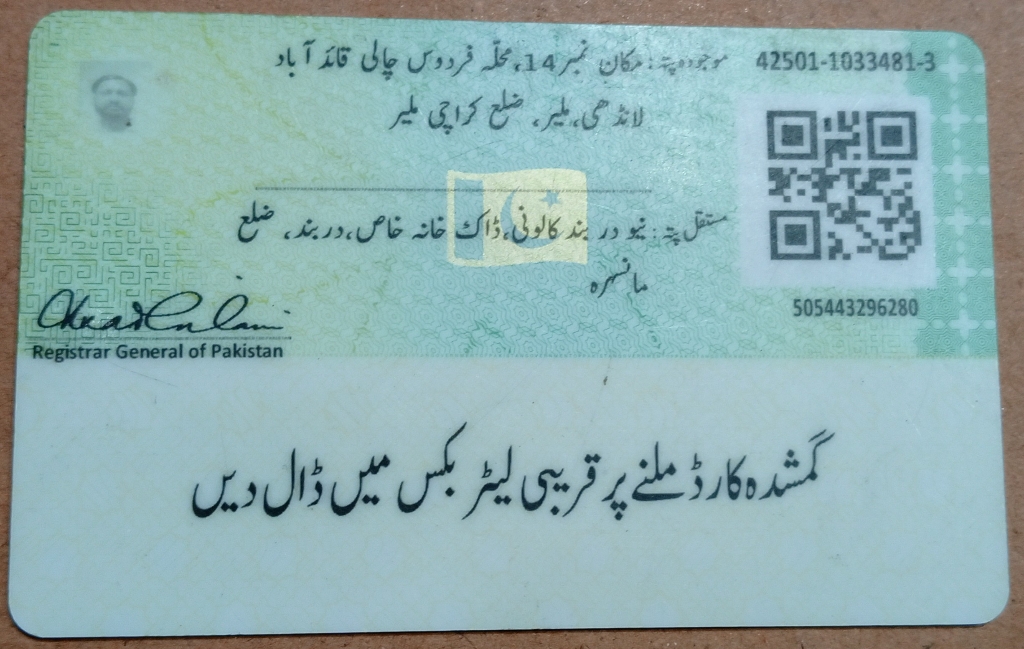 موجودہ پتہ: مکان نمبر 14، محلّہ فردوس چالی قائد آباد
42501-1033481-3
لانڈھی، ملیر، ضلع کراچی ملیر
مستقل پتہ: نیو دربند کالونی، ڈاک خانہ خاص، دربند، ضلع
مانسہرہ
505443296280
Registrar General of Pakistan
گمشدہ کارڈ ملنے پر قریبی لیٹر بکس میں ڈال دیں